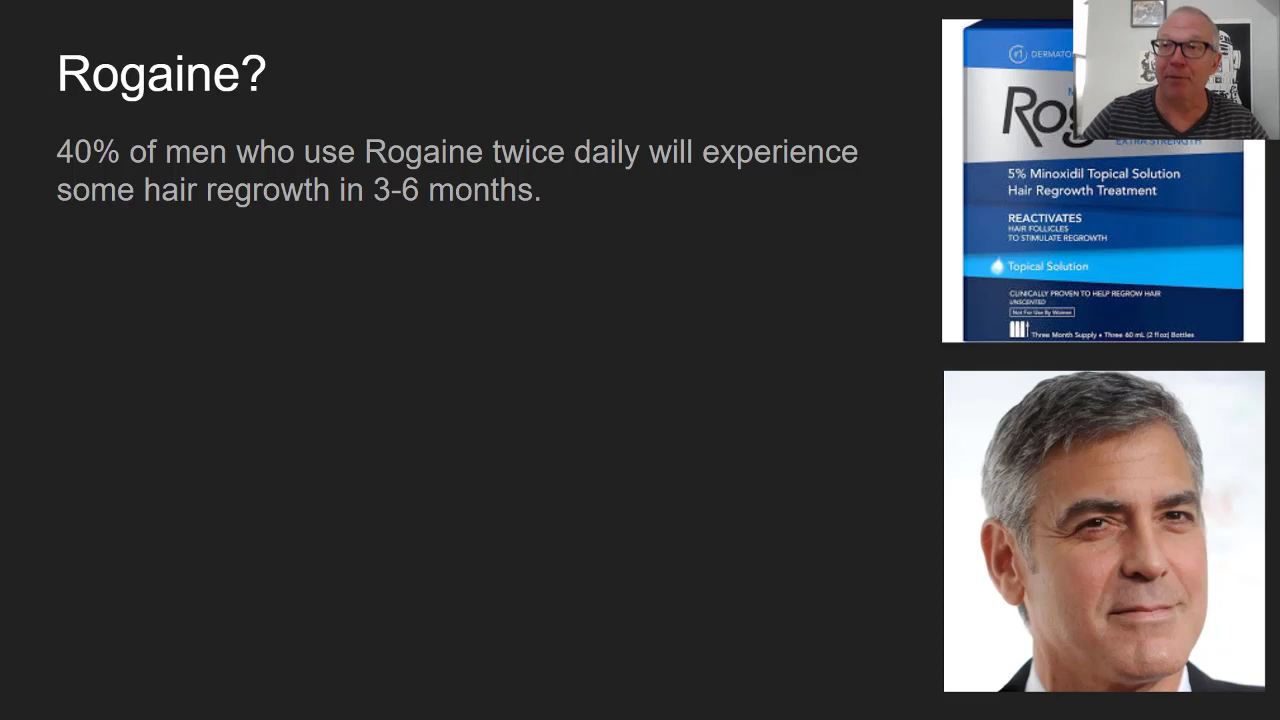 Rogaine?
40% of men who use Rogaine twice daily will experience
some hair regrowth in 3-6 months.
#1
EXTRA STRENGTH
5% Minoxidil Topical Solution
Hair Regrowth Treatment
REACTIVATES
HAIR FOLLICLES
TO STIMULATE REGROWTH
Topical Solution
CLINICALLY PROVEN TO HELP REGROW HAIR
UNSCENTED
Not For Use By Women
Three Month Supply • Three 60 mL (2 fl oz) Bottles